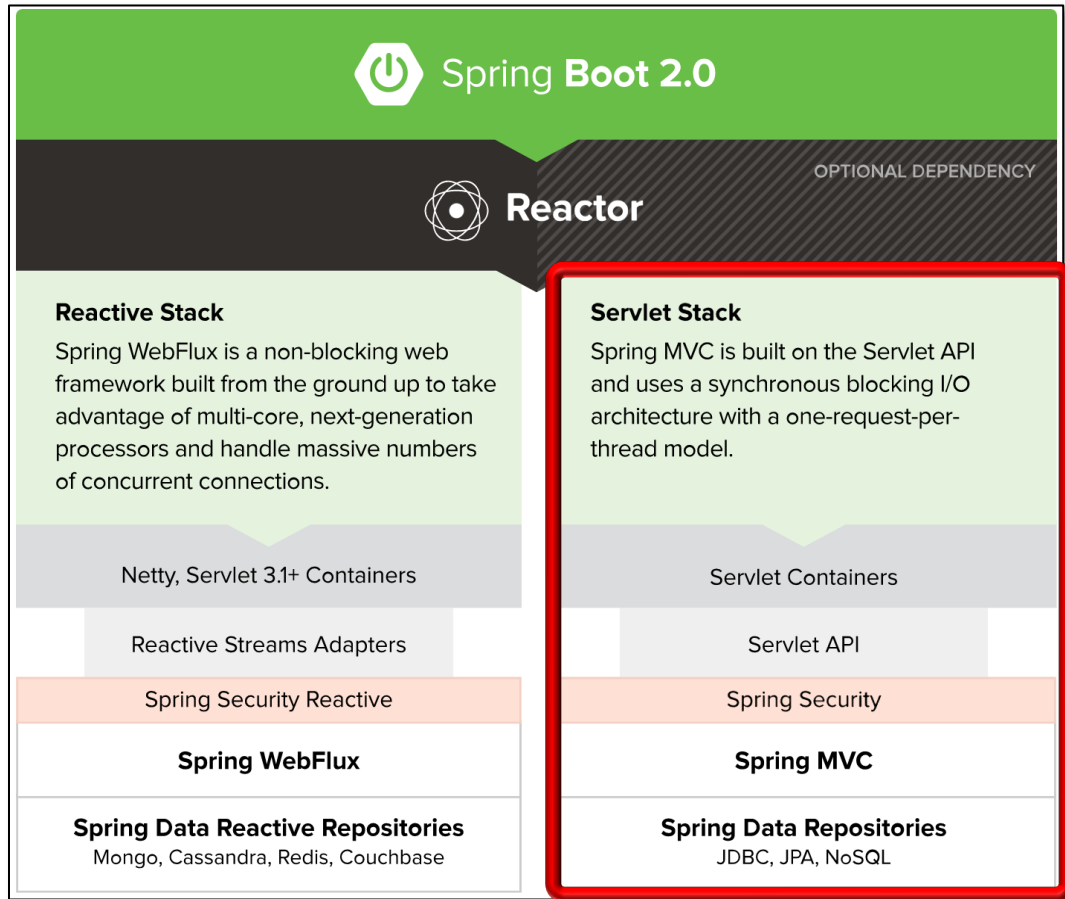 Spring Boot 2.0
OPTIONAL DEPENDENCY
Reactor
Reactive Stack
Spring WebFlux is a non-blocking web
framework built from the ground up to take
advantage of multi-core, next-generation
processors and handle massive numbers
of concurrent connections.
Netty, Servlet 3.1+ Containers
Reactive Streams Adapters
Spring Security Reactive
Spring WebFlux
Spring Data Reactive Repositories
Mongo, Cassandra, Redis, Couchbase
Servlet Stack
Spring MVC is built on the Servlet API
and uses a synchronous blocking I/O
architecture with a one-request-per-
thread model.
Servlet Containers
Servlet API
Spring Security
Spring MVC
Spring Data Repositories
JDBC, JPA, NoSQL